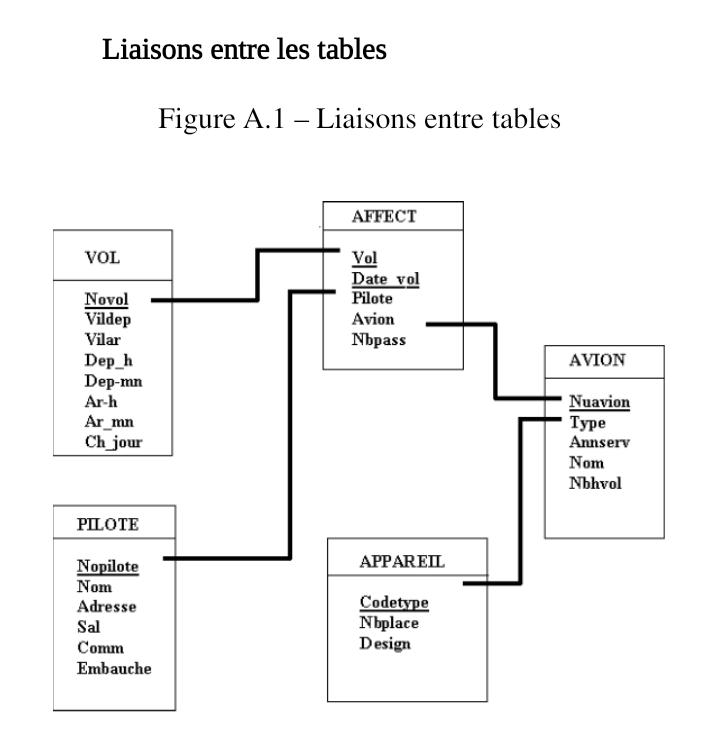 Liaisons entre les tables
Figure A.1 – Liaisons entre tables
VOL
Novol
Vildep
Vilar
Dep_h
Dep-mn
Ar-h
Ar_mn
Ch_jour
AFFECT
Vol
Date_vol
Pilote
Avion
Nbpass
AVION
Nuavion
Type
Annserv
Nom
Nbhvol
PILOTE
Nopilote
Nom
Adresse
Sal
Comm
Embauche
APPAREIL
Codetype
Nbplace
Design